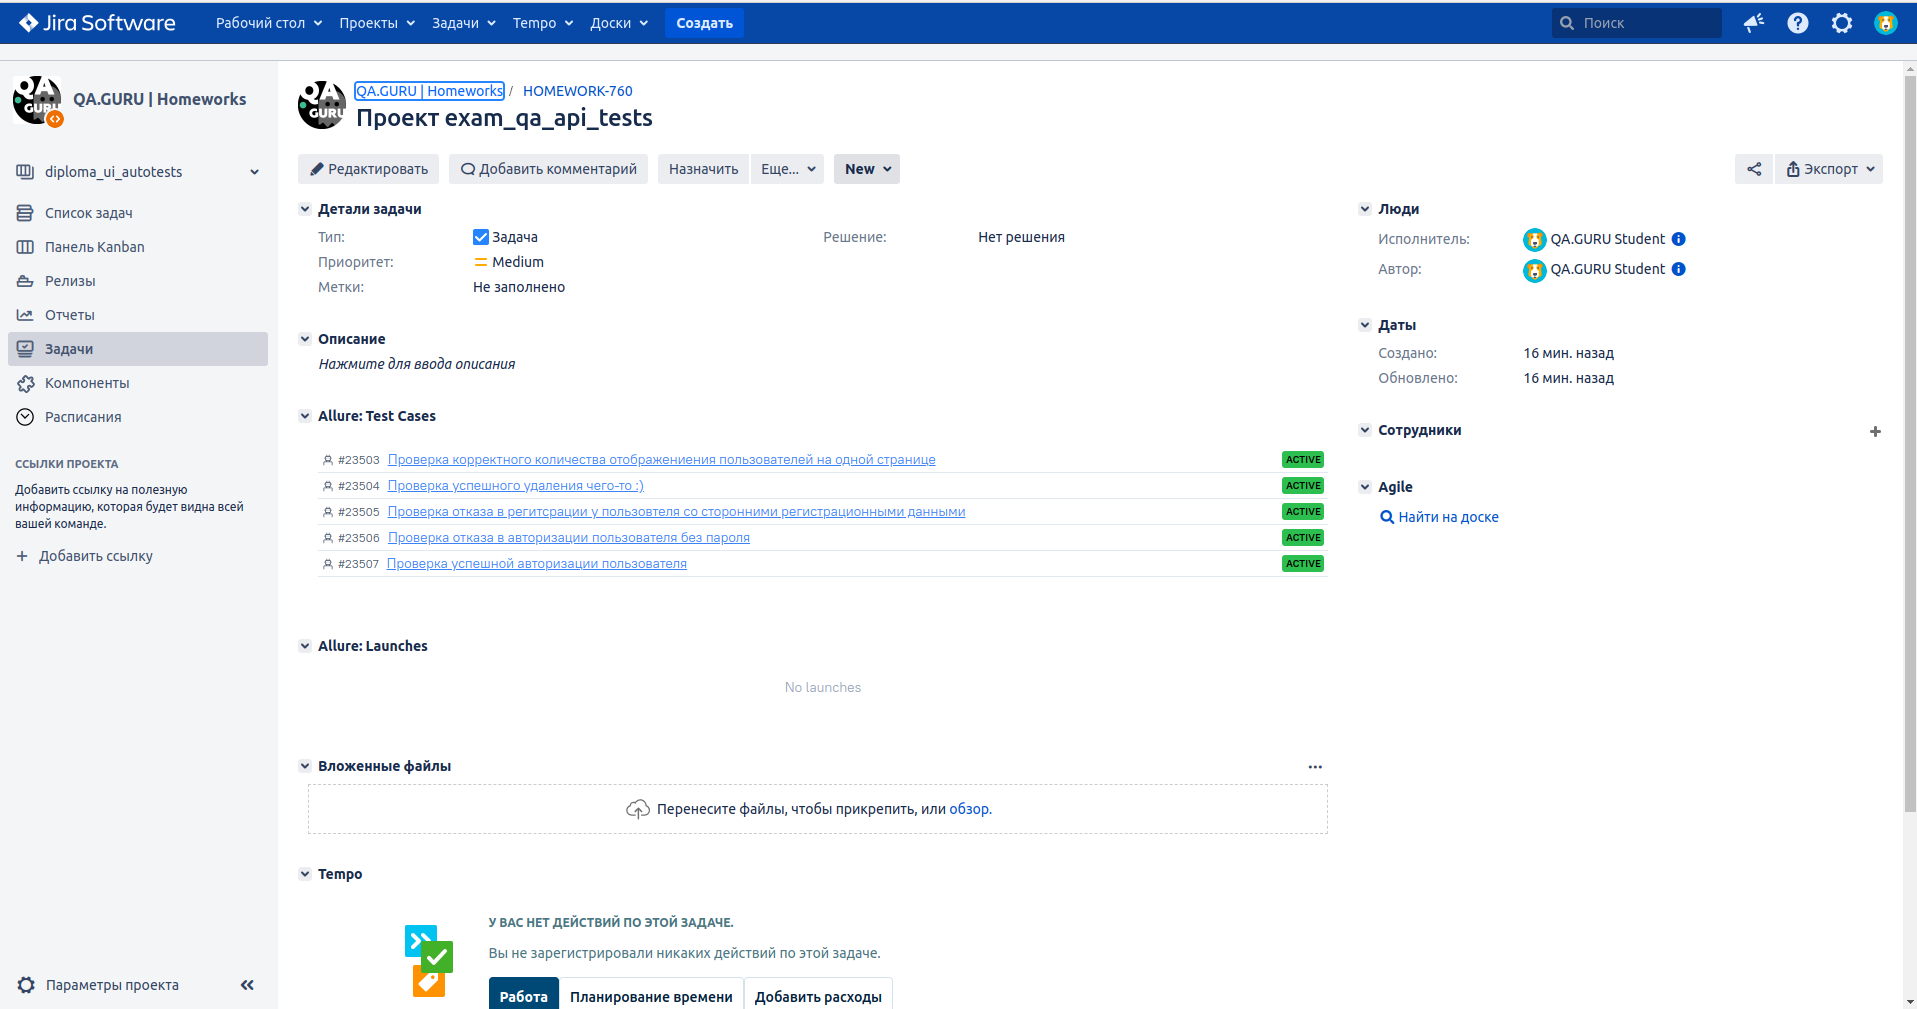 Jira Software
Рабочий стол
Проекты
Задачи
Tempo
Доски
Создать
Поиск
QA.GURU | Homeworks
diploma_ui_autotests
Список задач
Панель Kanban
Релизы
Отчеты
Задачи
Компоненты
Расписания
ССЫЛКИ ПРОЕКТА
Добавить ссылку на полезную
информацию, которая будет видна всей
вашей команде.
+ Добавить ссылку
Параметры проекта
QA.GURU | Homeworks / HOMEWORK-760
Проект exam_qa_api_tests
Редактировать
Добавить комментарий
Назначить
Еще...
New
Экспорт
Детали задачи
Тип: Задача
Решение: Нет решения
Приоритет: Medium
Метки: Не заполнено
Описание
Нажмите для ввода описания
Allure: Test Cases
#23503 Проверка корректного количества отображениения пользователей на одной странице ACTIVE
#23504 Проверка успешного удаления чего-то :) ACTIVE
#23505 Проверка отказа в регитсрации у пользовтеля со сторонними регистрационными данными ACTIVE
#23506 Проверка отказа в авторизации пользователя без пароля ACTIVE
#23507 Проверка успешной авторизации пользователя ACTIVE
Allure: Launches
No launches
Вложенные файлы
Перенесите файлы, чтобы прикрепить, или обзор.
Tempo
У ВАС НЕТ ДЕЙСТВИЙ ПО ЭТОЙ ЗАДАЧЕ.
Вы не зарегистрировали никаких действий по этой задаче.
Работа
Планирование времени
Добавить расходы
Люди
Исполнитель: QA.GURU Student
Автор: QA.GURU Student
Даты
Создано: 16 мин. назад
Обновлено: 16 мин. назад
Сотрудники
Agile
Найти на доске